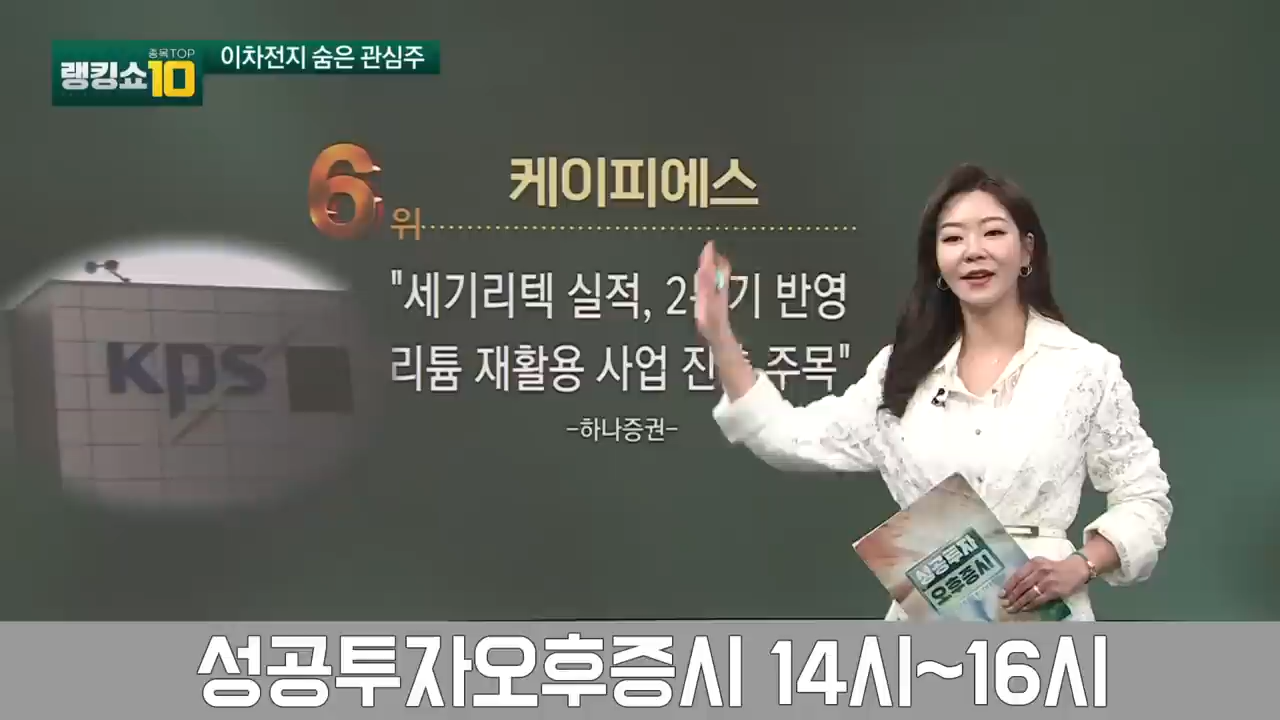 종목TOP
랭킹쇼10
이차전지 숨은 관심주
6위
케이피에스
"세기리텍 실적, 반영
리튬 재활용 사업 주목"
-하나증권-
kps
성공투자
오후증시
성공투자오후증시 14시~16시